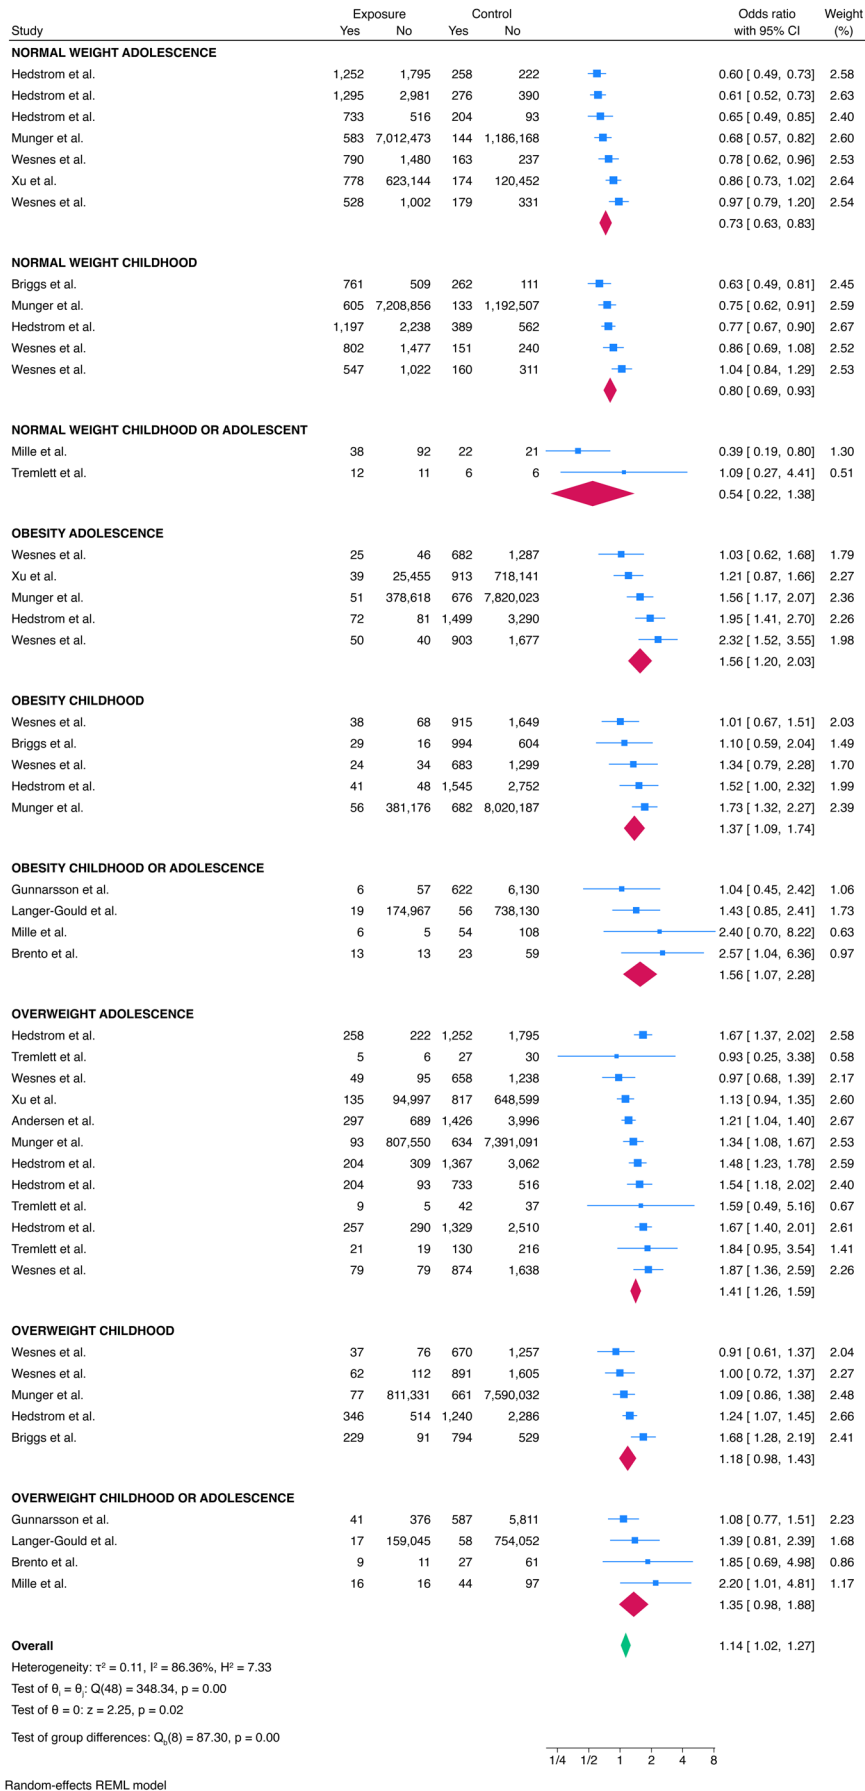 Exposure Control Odds ratio Weight
Study Yes No Yes No with 95% CI (%)
NORMAL WEIGHT ADOLESCENCE
Hedstrom et al. 1,252 1,795 258 222 0.60 [ 0.49, 0.73] 2.58
Hedstrom et al. 1,295 2,981 276 390 0.61 [ 0.52, 0.73] 2.63
Hedstrom et al. 733 516 204 93 0.65 [ 0.49, 0.85] 2.40
Munger et al. 583 7,012,473 144 1,186,168 0.68 [ 0.57, 0.82] 2.60
Wesnes et al. 790 1,480 163 237 0.78 [ 0.62, 0.96] 2.53
Xu et al. 778 623,144 174 120,452 0.86 [ 0.73, 1.02] 2.64
Wesnes et al. 528 1,002 179 331 0.97 [ 0.79, 1.20] 2.54
0.73 [ 0.63, 0.83]
NORMAL WEIGHT CHILDHOOD
Briggs et al. 761 509 262 111 0.63 [ 0.49, 0.81] 2.45
Munger et al. 605 7,208,856 133 1,192,507 0.75 [ 0.62, 0.91] 2.59
Hedstrom et al. 1,197 2,238 389 562 0.77 [ 0.67, 0.90] 2.67
Wesnes et al. 802 1,477 151 240 0.86 [ 0.69, 1.08] 2.52
Wesnes et al. 547 1,022 160 311 1.04 [ 0.84, 1.29] 2.53
0.80 [ 0.69, 0.93]
NORMAL WEIGHT CHILDHOOD OR ADOLESCENT
Mille et al. 38 92 22 21 0.39 [ 0.19, 0.80] 1.30
Tremlett et al. 12 11 6 6 1.09 [ 0.27, 4.41] 0.51
0.54 [ 0.22, 1.38]
OBESITY ADOLESCENCE
Wesnes et al. 25 46 682 1,287 1.03 [ 0.62, 1.68] 1.79
Xu et al. 39 25,455 913 718,141 1.21 [ 0.87, 1.66] 2.27
Munger et al. 51 378,618 676 7,820,023 1.56 [ 1.17, 2.07] 2.36
Hedstrom et al. 72 81 1,499 3,290 1.95 [ 1.41, 2.70] 2.26
Wesnes et al. 50 40 903 1,677 2.32 [ 1.52, 3.55] 1.98
1.56 [ 1.20, 2.03]
OBESITY CHILDHOOD
Wesnes et al. 38 68 915 1,649 1.01 [ 0.67, 1.51] 2.03
Briggs et al. 29 16 994 604 1.10 [ 0.59, 2.04] 1.49
Wesnes et al. 24 34 683 1,299 1.34 [ 0.79, 2.28] 1.70
Hedstrom et al. 41 48 1,545 2,752 1.52 [ 1.00, 2.32] 1.99
Munger et al. 56 381,176 682 8,020,187 1.73 [ 1.32, 2.27] 2.39
1.37 [ 1.09, 1.74]
OBESITY CHILDHOOD OR ADOLESCENCE
Gunnarsson et al. 6 57 622 6,130 1.04 [ 0.45, 2.42] 1.06
Langer-Gould et al. 19 174,967 56 738,130 1.43 [ 0.85, 2.41] 1.73
Mille et al. 6 5 54 108 2.40 [ 0.70, 8.22] 0.63
Brento et al. 13 13 23 59 2.57 [ 1.04, 6.36] 0.97
1.56 [ 1.07, 2.28]
OVERWEIGHT ADOLESCENCE
Hedstrom et al. 258 222 1,252 1,795 1.67 [ 1.37, 2.02] 2.58
Tremlett et al. 5 6 27 30 0.93 [ 0.25, 3.38] 0.58
Wesnes et al. 49 95 658 1,238 0.97 [ 0.68, 1.39] 2.17
Xu et al. 135 94,997 817 648,599 1.13 [ 0.94, 1.35] 2.60
Andersen et al. 297 689 1,426 3,996 1.21 [ 1.04, 1.40] 2.67
Munger et al. 93 807,550 634 7,391,091 1.34 [ 1.08, 1.67] 2.53
Hedstrom et al. 204 309 1,367 3,062 1.48 [ 1.23, 1.78] 2.59
Hedstrom et al. 204 93 733 516 1.54 [ 1.18, 2.02] 2.40
Tremlett et al. 9 5 42 37 1.59 [ 0.49, 5.16] 0.67
Hedstrom et al. 257 290 1,329 2,510 1.67 [ 1.40, 2.01] 2.61
Tremlett et al. 21 19 130 216 1.84 [ 0.95, 3.54] 1.41
Wesnes et al. 79 79 874 1,638 1.87 [ 1.36, 2.59] 2.26
1.41 [ 1.26, 1.59]
OVERWEIGHT CHILDHOOD
Wesnes et al. 37 76 670 1,257 0.91 [ 0.61, 1.37] 2.04
Wesnes et al. 62 112 891 1,605 1.00 [ 0.72, 1.37] 2.27
Munger et al. 77 811,331 661 7,590,032 1.09 [ 0.86, 1.38] 2.48
Hedstrom et al. 346 514 1,240 2,286 1.24 [ 1.07, 1.45] 2.66
Briggs et al. 229 91 794 529 1.68 [ 1.28, 2.19] 2.41
1.18 [ 0.98, 1.43]
OVERWEIGHT CHILDHOOD OR ADOLESCENCE
Gunnarsson et al. 41 376 587 5,811 1.08 [ 0.77, 1.51] 2.23
Langer-Gould et al. 17 159,045 58 754,052 1.39 [ 0.81, 2.39] 1.68
Brento et al. 9 11 27 61 1.85 [ 0.69, 4.98] 0.86
Mille et al. 16 16 44 97 2.20 [ 1.01, 4.81] 1.17
1.35 [ 0.98, 1.88]
Overall 1.14 [ 1.02, 1.27]
Heterogeneity: τ² = 0.11, I² = 86.36%, H² = 7.33
Test of θᵢ = θⱼ: Q(48) = 348.34, p = 0.00
Test of θ = 0: z = 2.25, p = 0.02
Test of group differences: Q_b(8) = 87.30, p = 0.00
1/4 1/2 1 2 4 8
Random-effects REML model